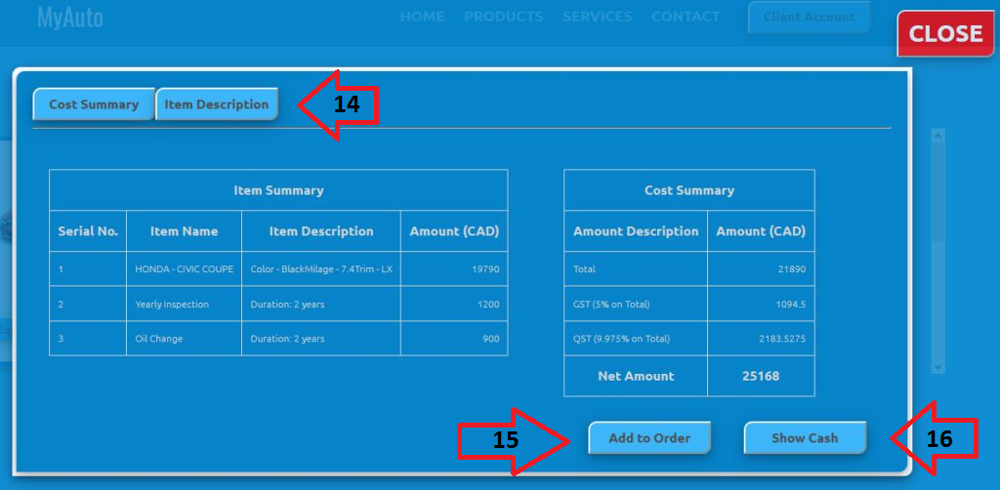 MyAuto
HOME PRODUCTS SERVICES CONTACT Client Account
CLOSE
Cost Summary Item Description 14
Item Summary
Serial No. Item Name Item Description Amount (CAD)
1 HONDA - CIVIC COUPE Color - BlackMilage - 7.4Trim - LX 19790
2 Yearly Inspection Duration: 2 years 1200
3 Oil Change Duration: 2 years 900
Cost Summary
Amount Description Amount (CAD)
Total 21890
GST (5% on Total) 1094.5
QST (9.975% on Total) 2183.5275
Net Amount 25168
15 Add to Order Show Cash 16